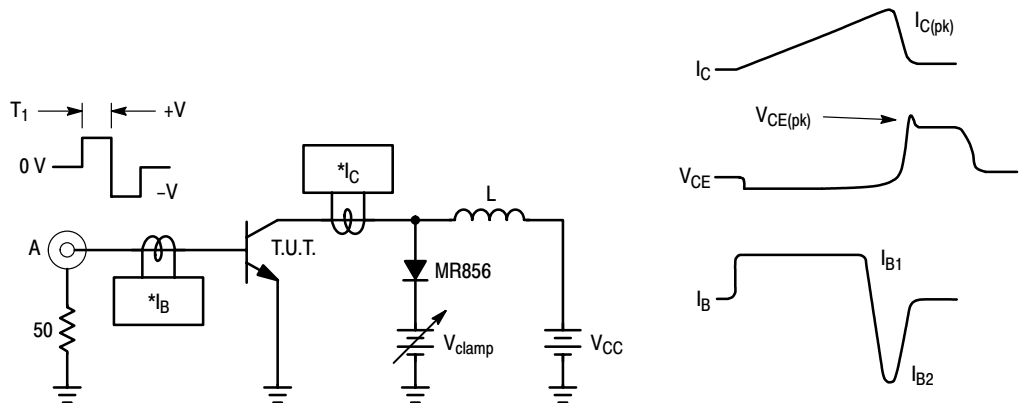 T1
+V
0 V
–V
A
50
*IB
T.U.T.
*IC
L
MR856
Vclamp
VCC
IC(pk)
IC
VCE(pk)
VCE
IB1
IB
IB2